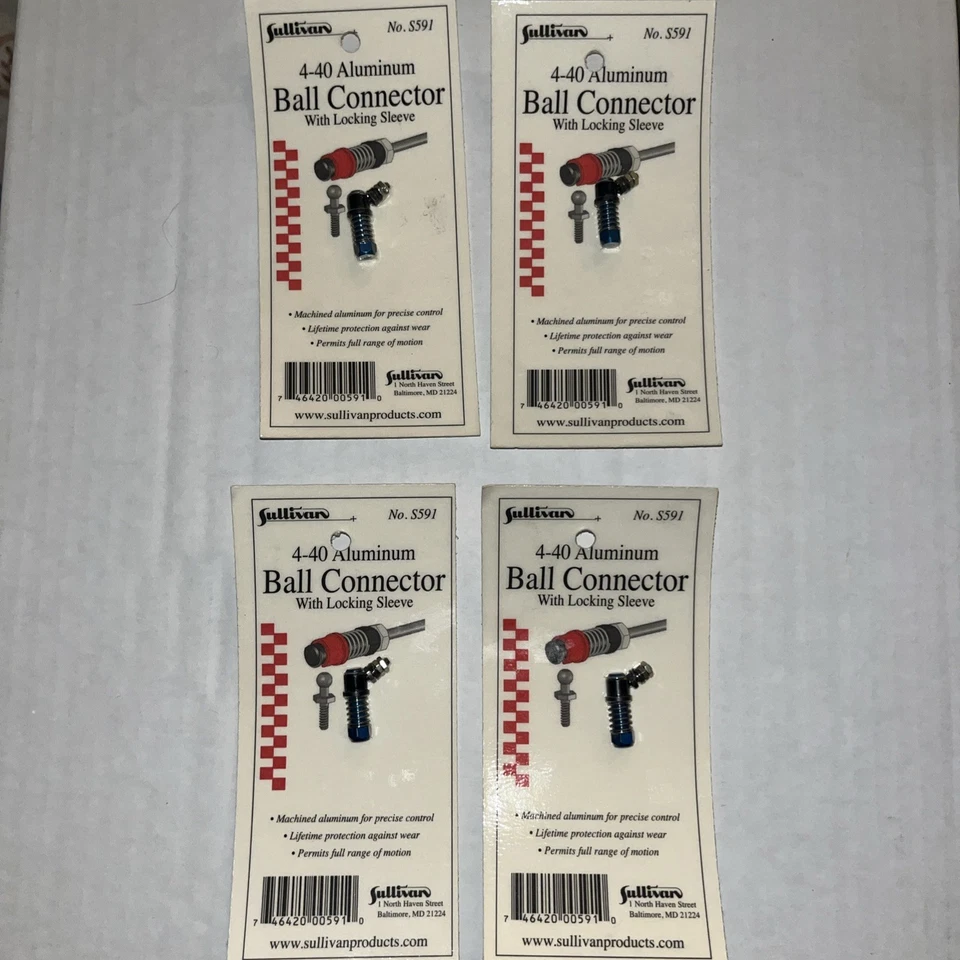 Sullivan
No. S591
4-40 Aluminum
Ball Connector
With Locking Sleeve
• Machined aluminum for precise control
• Lifetime protection against wear
• Permits full range of motion
7 46420 00591 0
Sullivan
1 North Haven Street
Baltimore, MD 21224
www.sullivanproducts.com
Sullivan
No. S591
4-40 Aluminum
Ball Connector
With Locking Sleeve
• Machined aluminum for precise control
• Lifetime protection against wear
• Permits full range of motion
7 46420 00591 0
Sullivan
1 North Haven Street
Baltimore, MD 21224
www.sullivanproducts.com
Sullivan
No. S591
4-40 Aluminum
Ball Connector
With Locking Sleeve
• Machined aluminum for precise control
• Lifetime protection against wear
• Permits full range of motion
7 46420 00591 0
Sullivan
1 North Haven Street
Baltimore, MD 21224
www.sullivanproducts.com
Sullivan
No. S591
4-40 Aluminum
Ball Connector
With Locking Sleeve
• Machined aluminum for precise control
• Lifetime protection against wear
• Permits full range of motion
7 46420 00591 0
Sullivan
1 North Haven Street
Baltimore, MD 21224
www.sullivanproducts.com